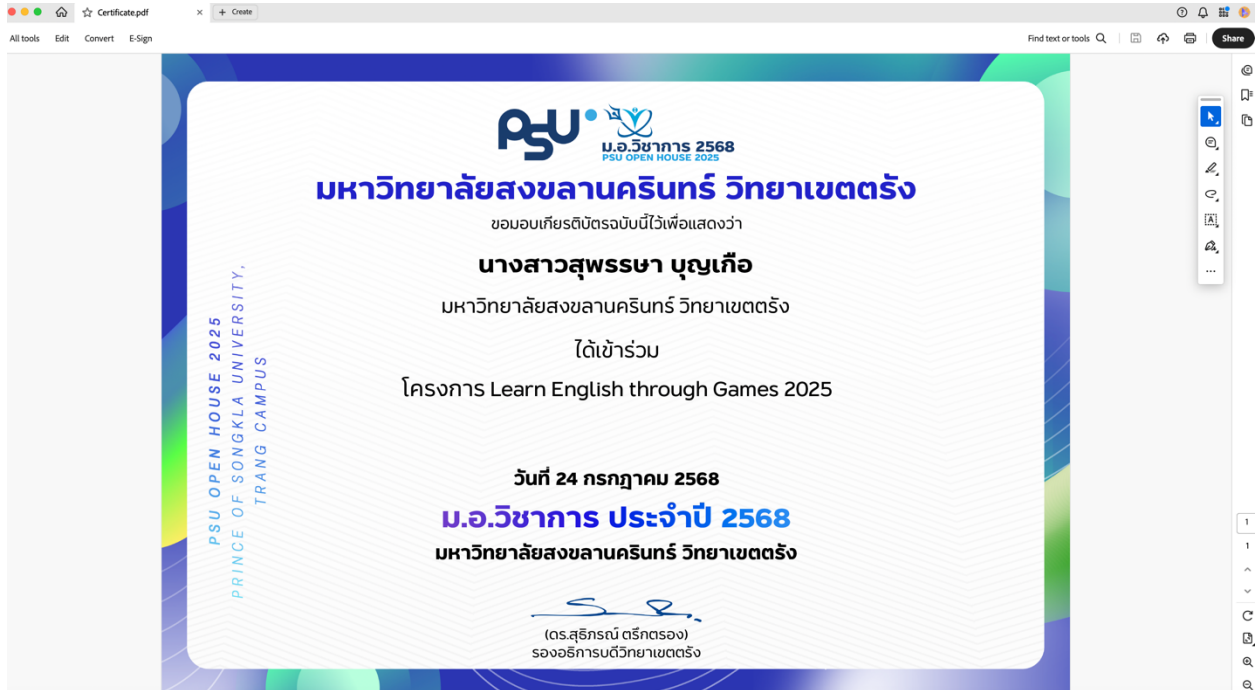 Certificate.pdf
+ Create
All tools
Edit
Convert
E-Sign
Find text or tools
Share
PSU
ม.อ.วิชาการ 2568
PSU OPEN HOUSE 2025
มหาวิทยาลัยสงขลานครินทร์ วิทยาเขตตรัง
ขอมอบเกียรติบัตรฉบับนี้ไว้เพื่อแสดงว่า
นางสาวสุพรรษา บุญเกือ
มหาวิทยาลัยสงขลานครินทร์ วิทยาเขตตรัง
ได้เข้าร่วม
โครงการ Learn English through Games 2025
วันที่ 24 กรกฎาคม 2568
ม.อ.วิชาการ ประจำปี 2568
มหาวิทยาลัยสงขลานครินทร์ วิทยาเขตตรัง
(ดร.สุธิภรณ์ ตรึกตรอง)
รองอธิการบดีวิทยาเขตตรัง
PSU OPEN HOUSE 2025
PRINCE OF SONGKLA UNIVERSITY,
TRANG CAMPUS
1
1